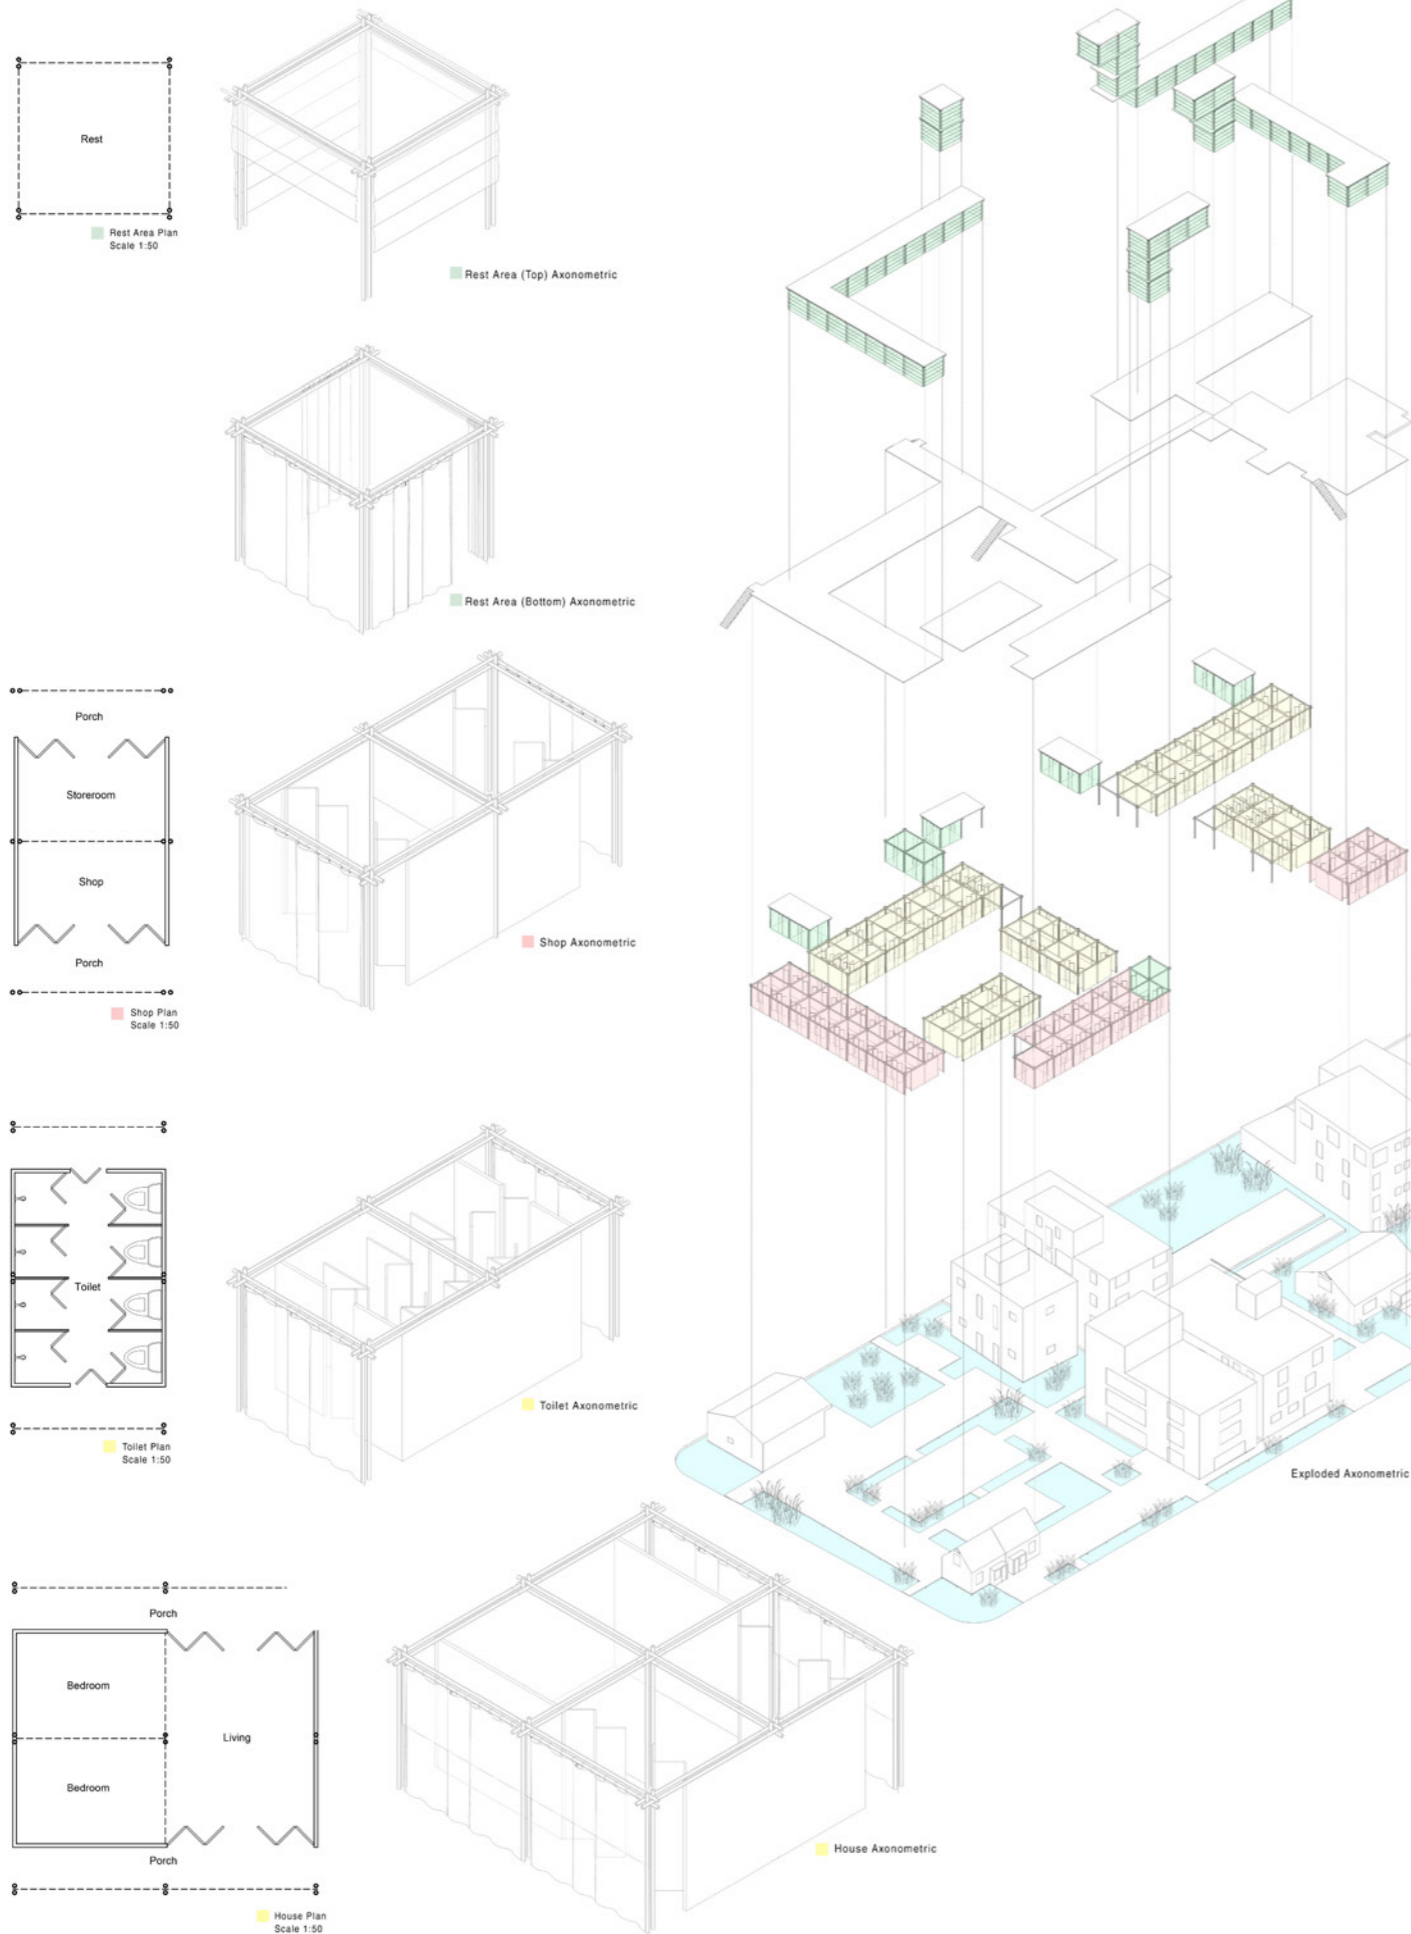 Rest
Rest Area Plan
Scale 1:50
Rest Area (Top) Axonometric
Rest Area (Bottom) Axonometric
Porch
Storeroom
Shop
Porch
Shop Plan
Scale 1:50
Shop Axonometric
Toilet
Toilet Plan
Scale 1:50
Toilet Axonometric
Exploded Axonometric
Porch
Bedroom
Living
Bedroom
Porch
House Plan
Scale 1:50
House Axonometric